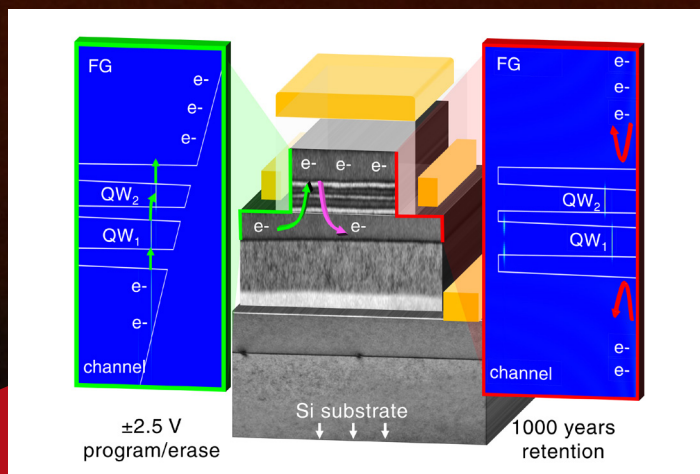 FG
e-
e-
e-
QW2
QW1
e-
e-
channel
±2.5 V
program/erase
e- e- e-
e- e-
Si substrate
FG
e-
e-
e-
QW2
QW1
e-
e-
e-
channel
1000 years
retention